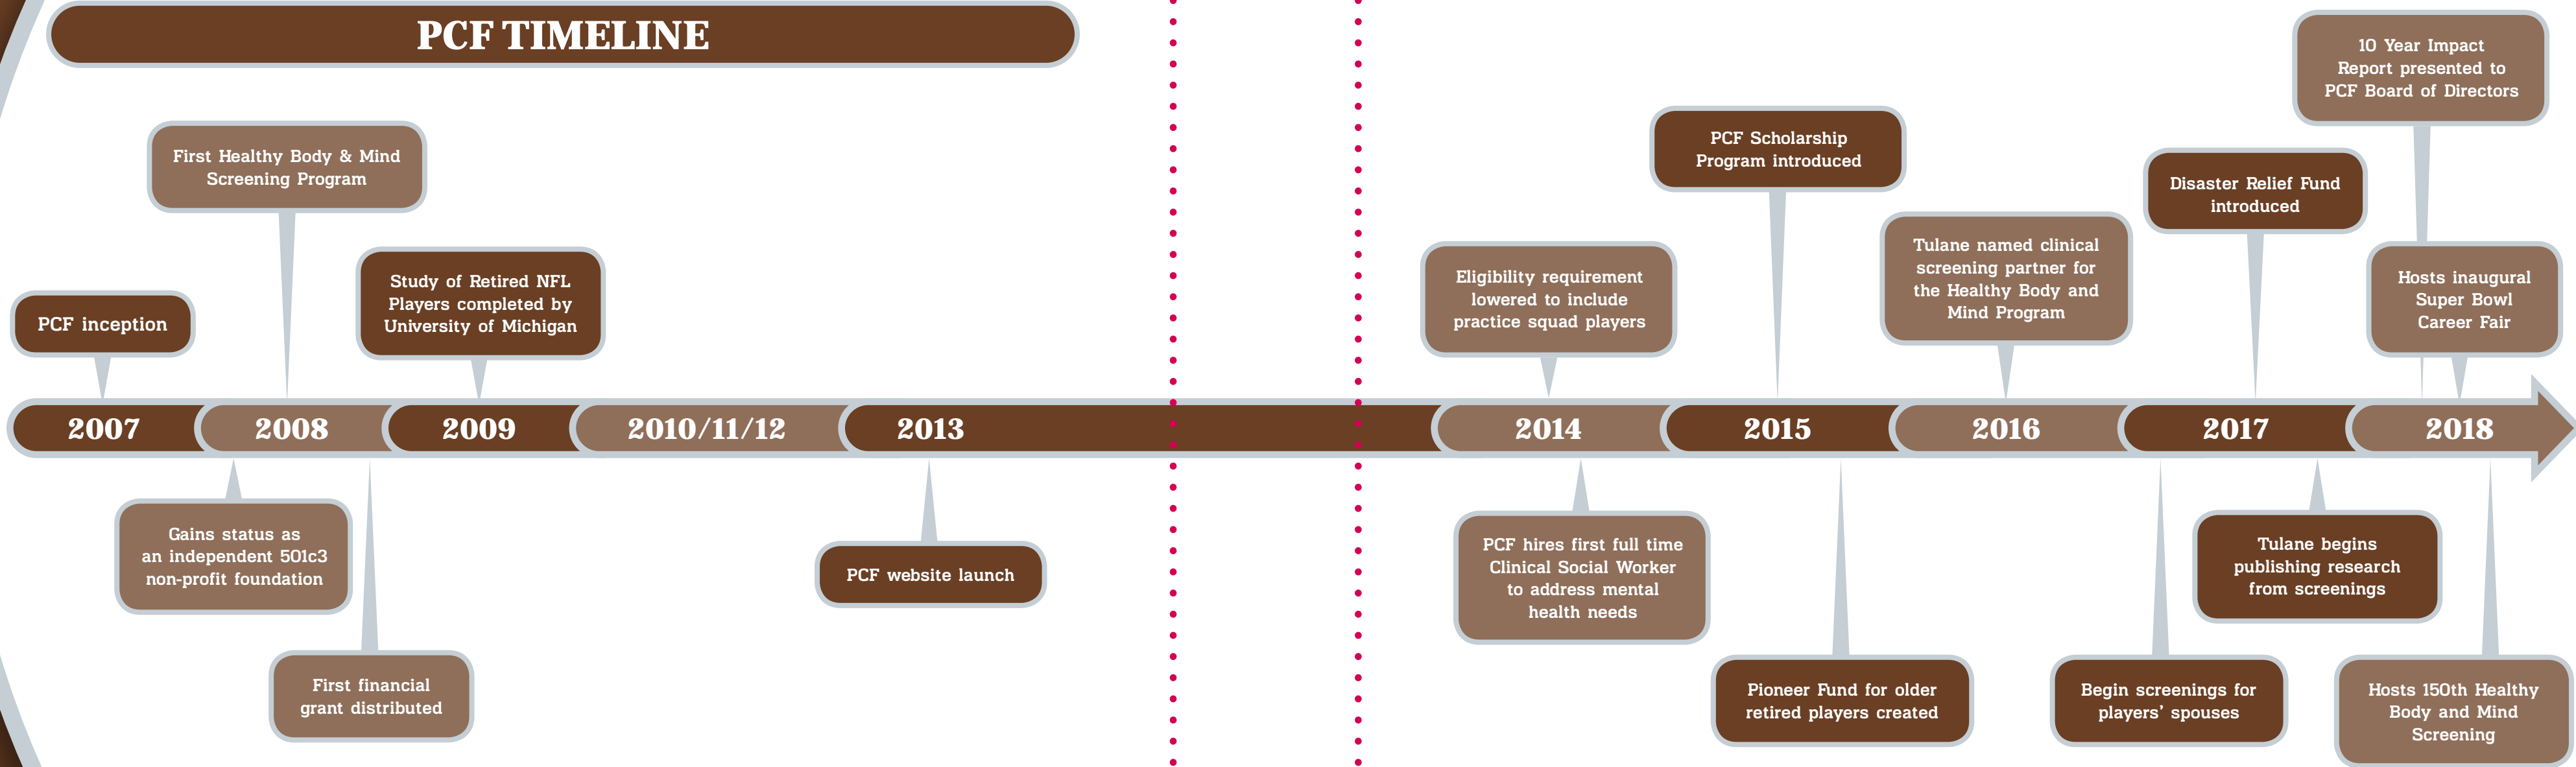 PCF TIMELINE
First Healthy Body & Mind
Screening Program
PCF inception
Study of Retired NFL
Players completed by
University of Michigan
Eligibility requirement
lowered to include
practice squad players
PCF Scholarship
Program introduced
Tulane named clinical
screening partner for
the Healthy Body and
Mind Program
Disaster Relief Fund
introduced
10 Year Impact
Report presented to
PCF Board of Directors
Hosts inaugural
Super Bowl
Career Fair
2007
2008
2009
2010/11/12
2013
2014
2015
2016
2017
2018
Gains status as
an independent 501c3
non-profit foundation
First financial
grant distributed
PCF website launch
PCF hires first full time
Clinical Social Worker
to address mental
health needs
Pioneer Fund for older
retired players created
Begin screenings for
players’ spouses
Tulane begins
publishing research
from screenings
Hosts 150th Healthy
Body and Mind
Screening